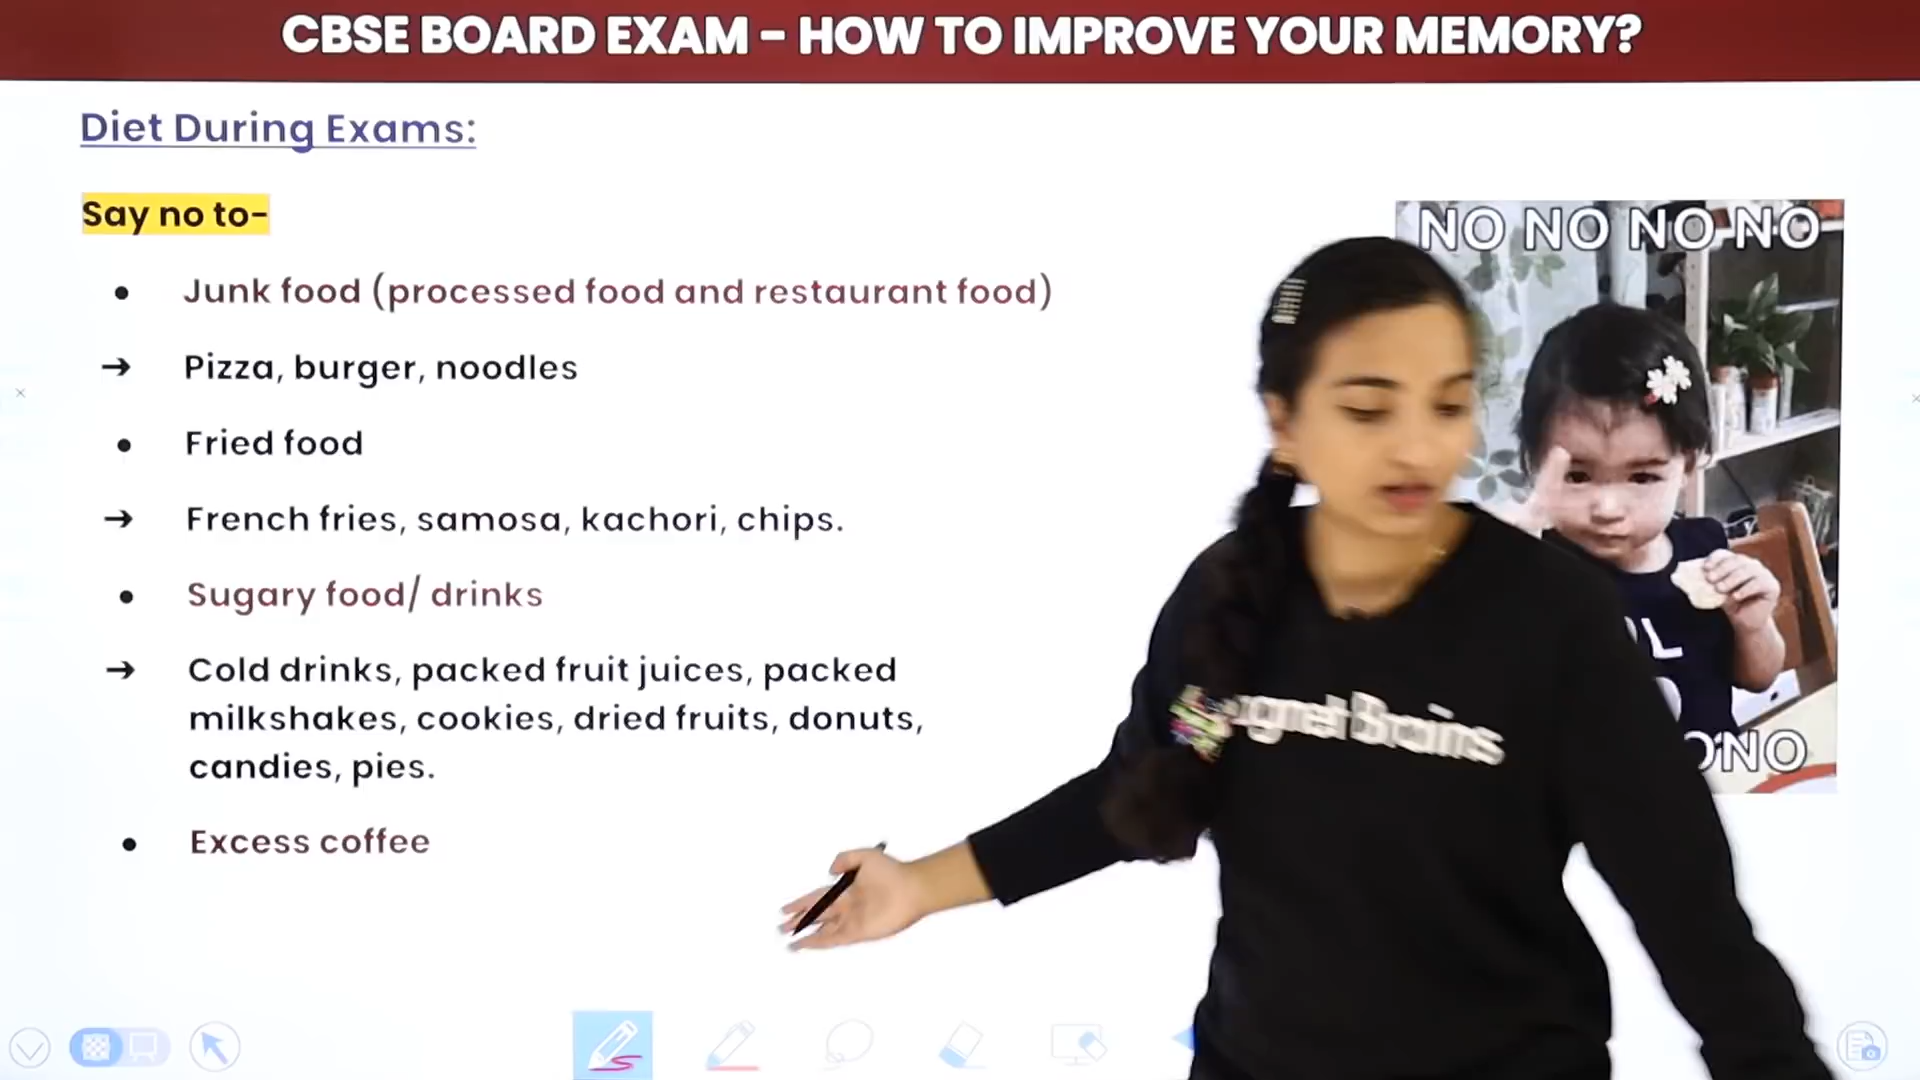 CBSE BOARD EXAM - HOW TO IMPROVE YOUR MEMORY?
Diet During Exams:
Say no to-
● Junk food (processed food and restaurant food)
➔ Pizza, burger, noodles
● Fried food
➔ French fries, samosa, kachori, chips.
● Sugary food/ drinks
➔ Cold drinks, packed fruit juices, packed
milkshakes, cookies, dried fruits, donuts,
candies, pies.
● Excess coffee
NO NO NO NO
Brains